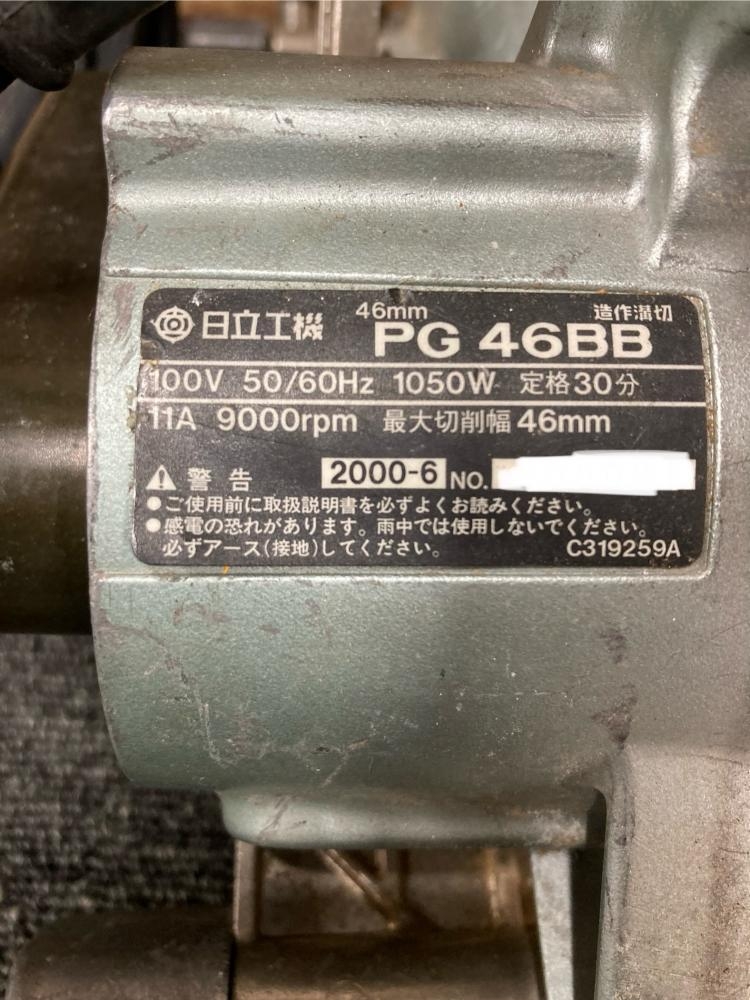 日立工機 46mm PG 46BB 造作溝切
100V 50/60Hz 1050W 定格30分
11A 9000rpm 最大切削幅46mm
警告 2000-6 NO.
●ご使用前に取扱説明書を必ずよくお読みください。
●感電の恐れがあります。雨中では使用しないでください。
必ずアース(接地)してください。 C319259A